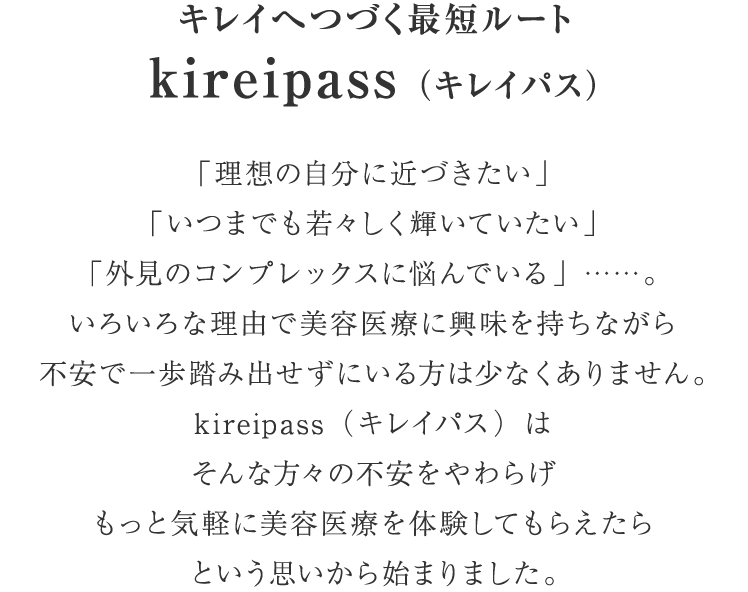 キレイへつづく最短ルート
kireipass（キレイパス）
「理想の自分に近づきたい」
「いつまでも若々しく輝いていたい」
「外見のコンプレックスに悩んでいる」……。
いろいろな理由で美容医療に興味を持ちながら
不安で一歩踏み出せずにいる方は少なくありません。
kireipass（キレイパス）は
そんな方々の不安をやわらげ
もっと気軽に美容医療を体験してもらえたら
という思いから始まりました。